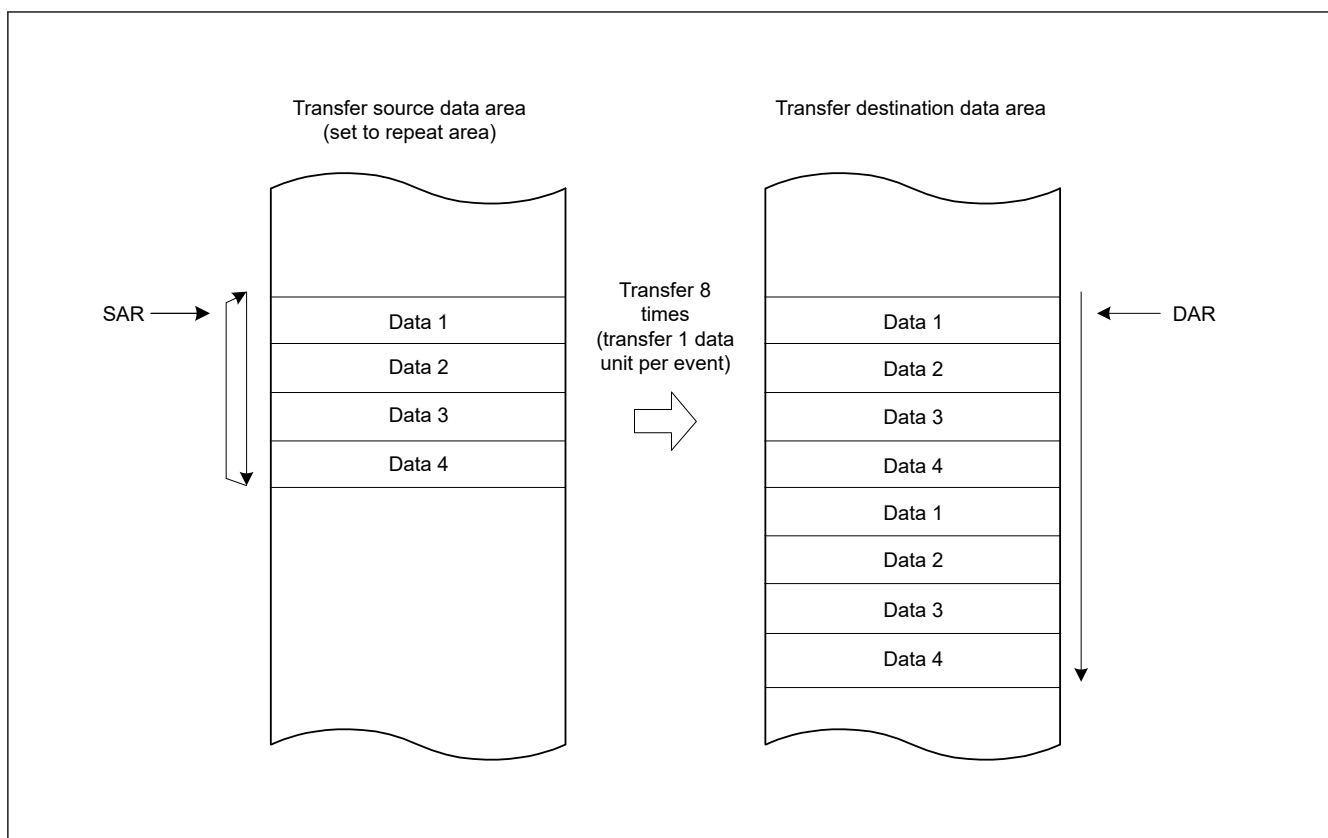 Transfer source data area
(set to repeat area)
Transfer destination data area
SAR
Data 1
Data 2
Data 3
Data 4
Transfer 8
times
(transfer 1 data
unit per event)
Data 1
Data 2
Data 3
Data 4
Data 1
Data 2
Data 3
Data 4
DAR